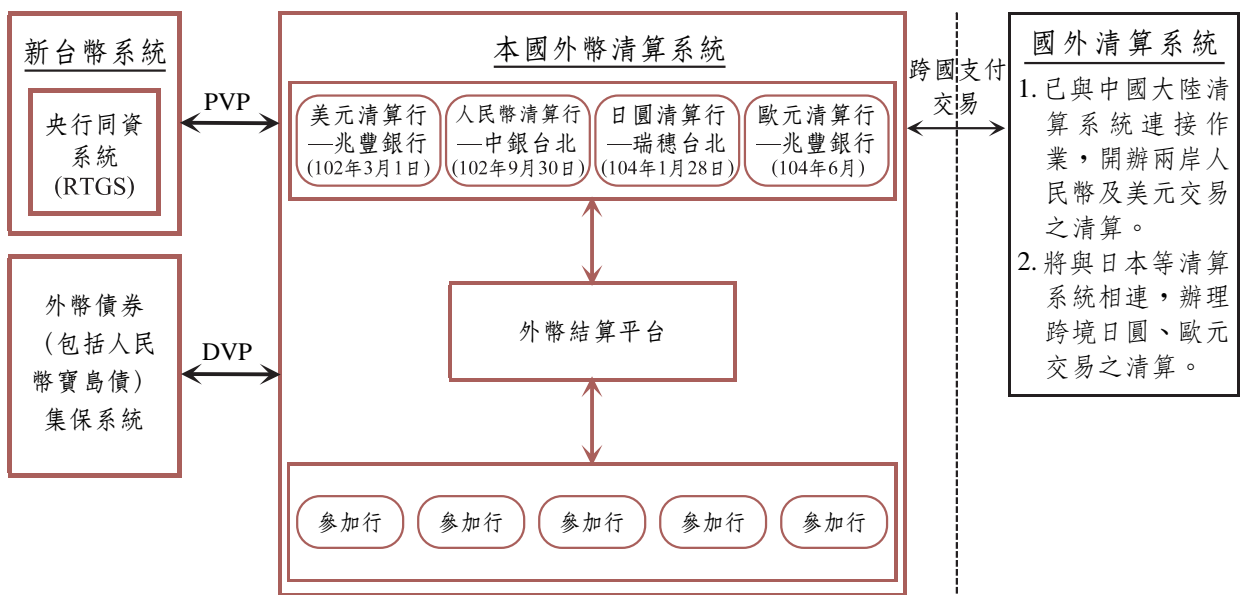 新台幣系統
央行同資
系統
(RTGS)
PVP
外幣債券
（包括人民
幣寶島債）
集保系統
DVP
本國外幣清算系統
美元清算行
—兆豐銀行
(102年3月1日)
人民幣清算行
—中銀台北
(102年9月30日)
日圓清算行
—瑞穗台北
(104年1月28日)
歐元清算行
—兆豐銀行
(104年6月)
外幣結算平台
參加行
參加行
參加行
參加行
參加行
跨國支付
交易
國外清算系統
1. 已與中國大陸清
算系統連接作
業，開辦兩岸人
民幣及美元交易
之清算。
2. 將與日本等清算
系統相連，辦理
跨境日圓、歐元
交易之清算。